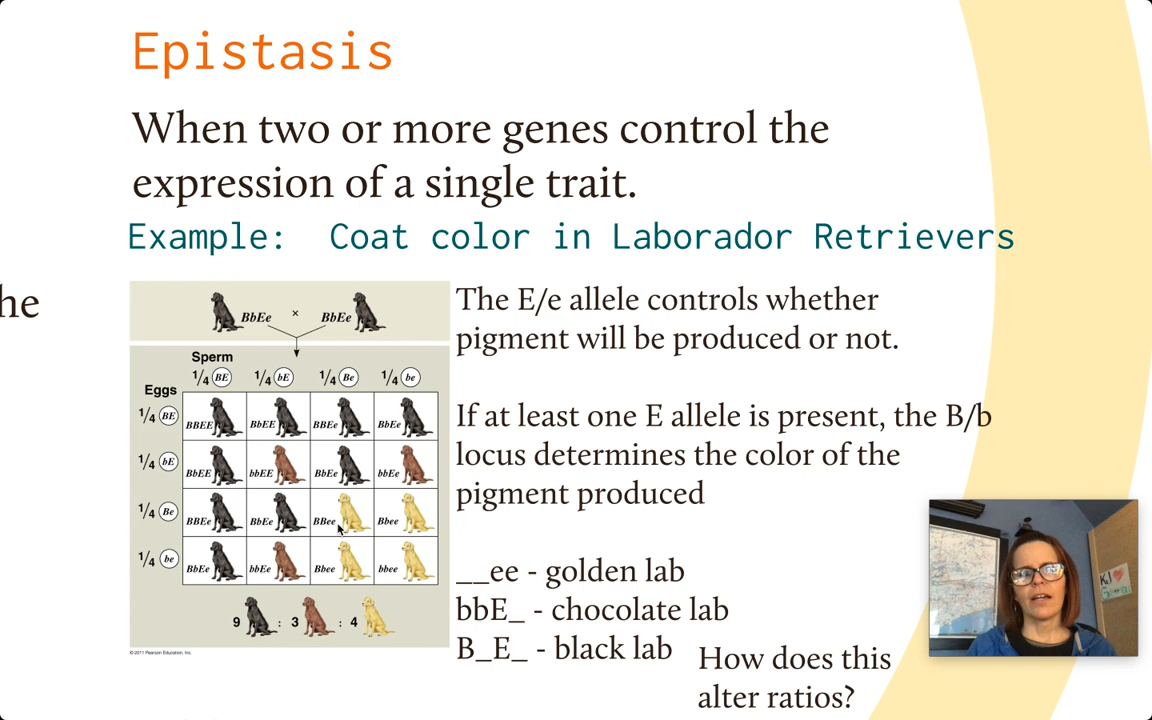 Epistasis
When two or more genes control the
expression of a single trait.
Example: Coat color in Laborador Retrievers
he
BbEe × BbEe
Sperm
1/4 BE 1/4 bE 1/4 Be 1/4 be
Eggs
1/4 BE BBEE BbEE BBEe BbEe
1/4 bE BbEE bbEE BbEe bbEe
1/4 Be BBEe BbEe BBee Bbee
1/4 be BbEe bbEe Bbee bbee
9 : 3 : 4
© 2011 Pearson Education, Inc.
The E/e allele controls whether
pigment will be produced or not.
If at least one E allele is present, the B/b
locus determines the color of the
pigment produced
__ee - golden lab
bbE_ - chocolate lab
B_E_ - black lab
How does this
alter ratios?
KJ